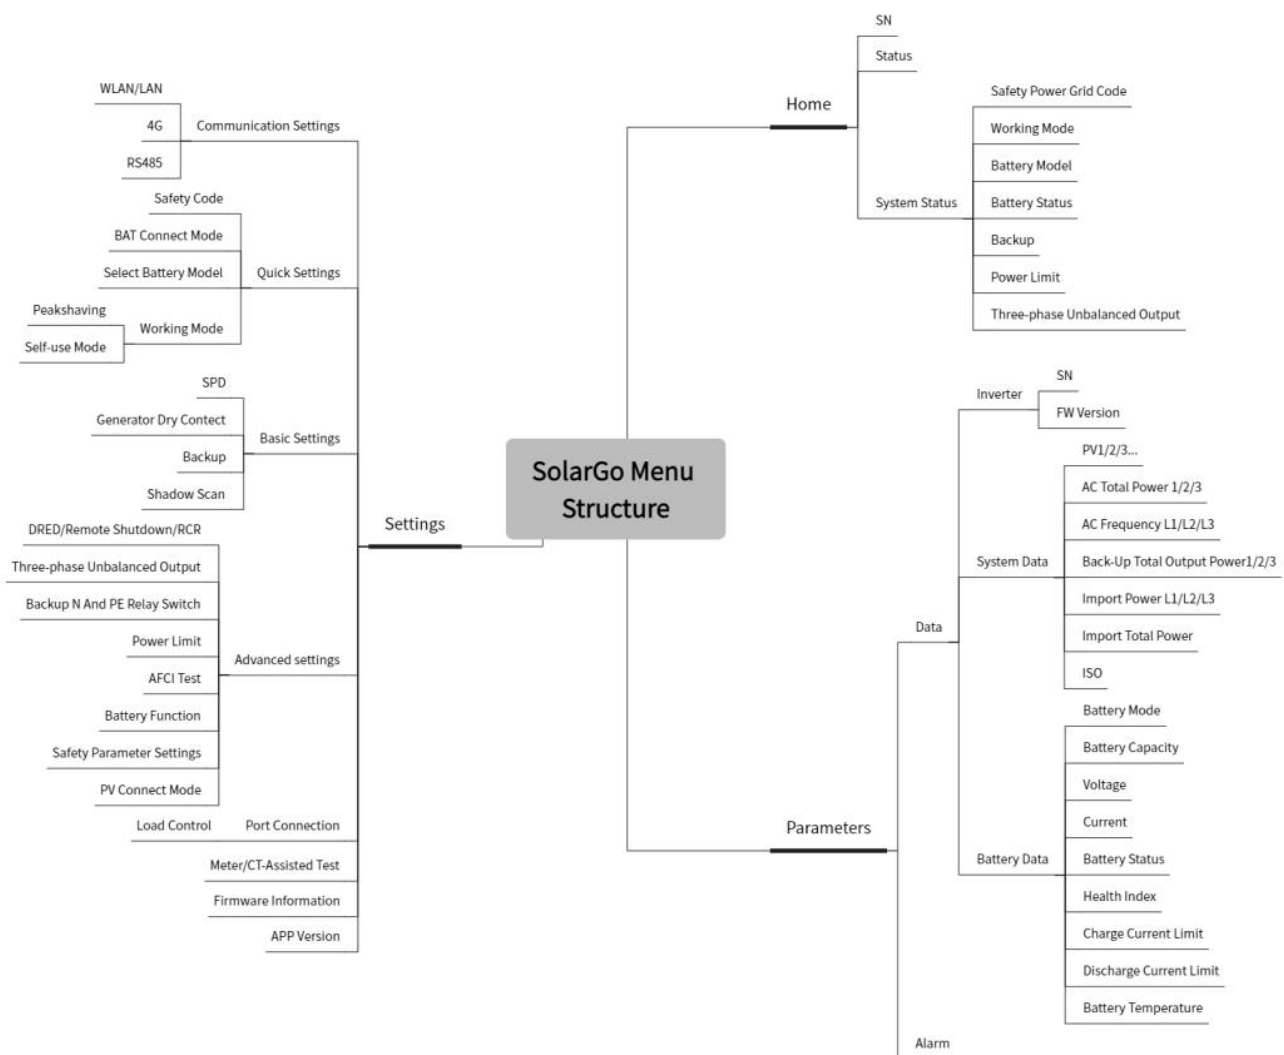 SolarGo Menu
Structure
Home
SN
Status
System Status
Safety Power Grid Code
Working Mode
Battery Model
Battery Status
Backup
Power Limit
Three-phase Unbalanced Output
Parameters
Data
Inverter
SN
FW Version
System Data
PV1/2/3...
AC Total Power 1/2/3
AC Frequency L1/L2/L3
Back-Up Total Output Power1/2/3
Import Power L1/L2/L3
Import Total Power
ISO
Battery Data
Battery Mode
Battery Capacity
Voltage
Current
Battery Status
Health Index
Charge Current Limit
Discharge Current Limit
Battery Temperature
Alarm
Settings
Communication Settings
WLAN/LAN
4G
RS485
Quick Settings
Safety Code
BAT Connect Mode
Select Battery Model
Working Mode
Peakshaving
Self-use Mode
Basic Settings
SPD
Generator Dry Contect
Backup
Shadow Scan
Advanced settings
DRED/Remote Shutdown/RCR
Three-phase Unbalanced Output
Backup N And PE Relay Switch
Power Limit
AFCI Test
Battery Function
Safety Parameter Settings
PV Connect Mode
Port Connection
Load Control
Meter/CT-Assisted Test
Firmware Information
APP Version